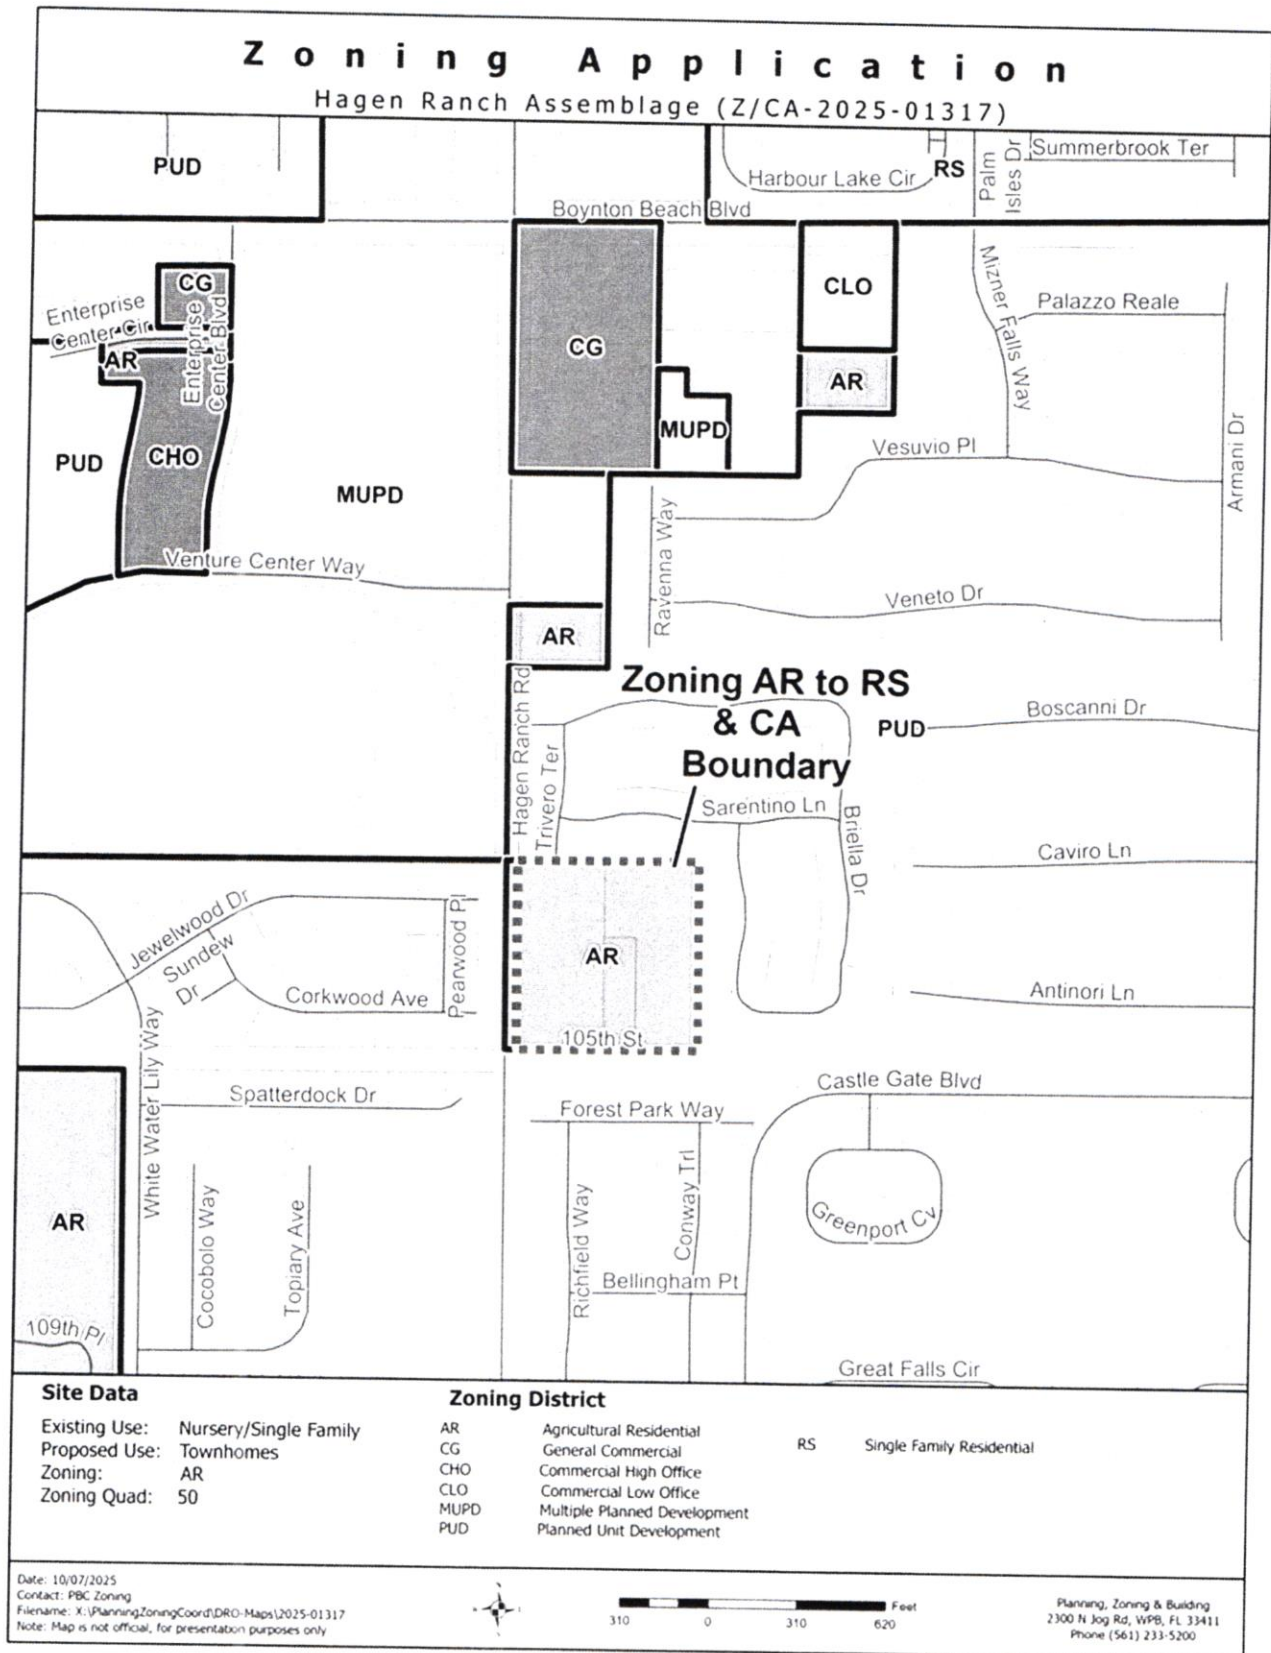 Zoning Application
Hagen Ranch Assemblage (Z/CA-2025-01317)
PUD
Harbour Lake Cir
RS
Palm
Isles Dr
Summerbrook Ter
Boynton Beach Blvd
CG
Enterprise
Center Cir
Enterprise
Center Blvd
AR
CHO
PUD
MUPD
CG
MUPD
CLO
AR
Mizner Falls Way
Palazzo Reale
Armani Dr
Vesuvio Pl
Ravenna Way
Venture Center Way
Veneto Dr
AR
Hagen Ranch Rd
Zoning AR to RS
& CA
Boundary
PUD
Boscanni Dr
Trivero Ter
Sarentino Ln
Briella Dr
Caviro Ln
Jewelwood Dr
Sundew
Dr
Pearwood Pl
Corkwood Ave
AR
105th St
Antinori Ln
White Water Lily Way
Spatterdock Dr
Castle Gate Blvd
Forest Park Way
AR
Cocobolo Way
Topiary Ave
Richfield Way
Conway Trl
Greenport Cv
Bellingham Pt
109th Pl
Great Falls Cir
Site Data
Existing Use: Nursery/Single Family
Proposed Use: Townhomes
Zoning: AR
Zoning Quad: 50
Zoning District
AR Agricultural Residential
CG General Commercial
CHO Commercial High Office
CLO Commercial Low Office
MUPD Multiple Planned Development
PUD Planned Unit Development
RS Single Family Residential
Date: 10/07/2025
Contact: PBC Zoning
Filename: X:\PlanningZoningCoord\DRO-Maps\2025-01317
Note: Map is not official, for presentation purposes only
310 0 310 620 Feet
Planning, Zoning & Building
2300 N Jog Rd, WPB, FL 33411
Phone (561) 233-5200